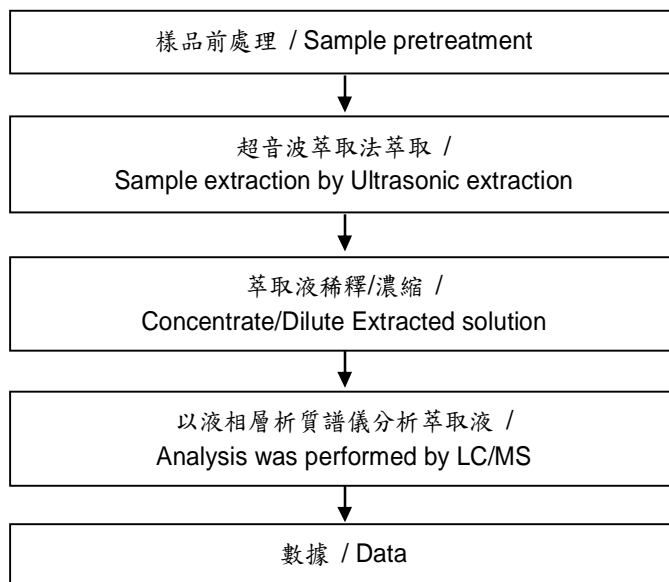 樣品前處理 / Sample pretreatment
超音波萃取法萃取 /
Sample extraction by Ultrasonic extraction
萃取液稀釋/濃縮 /
Concentrate/Dilute Extracted solution
以液相層析質譜儀分析萃取液 /
Analysis was performed by LC/MS
數據 / Data